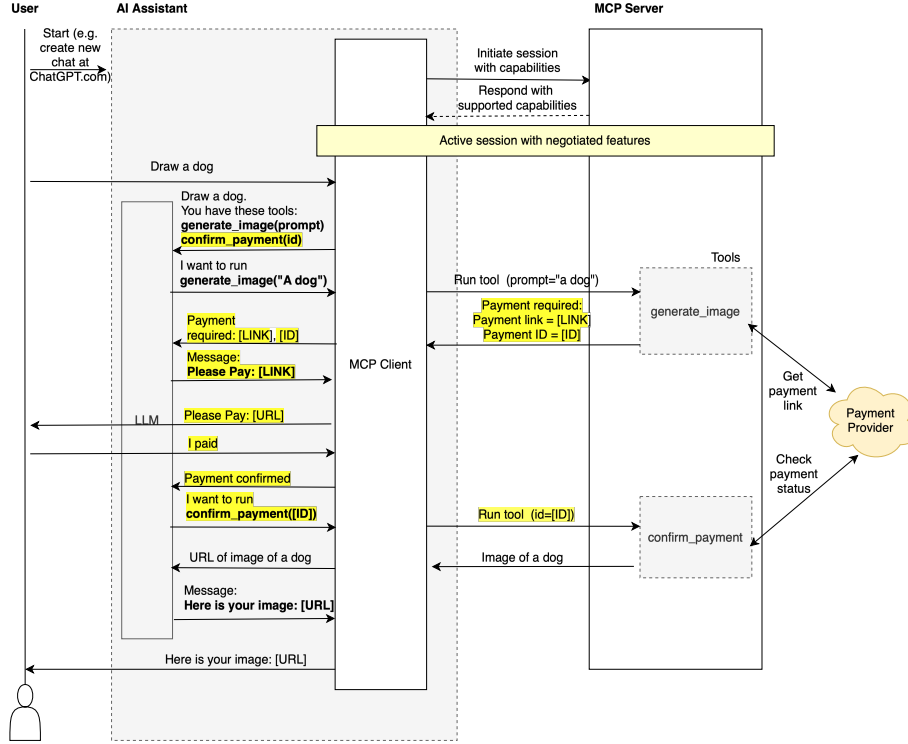 User
AI Assistant
MCP Server
Start (e.g.
create new
chat at
ChatGPT.com)
Initiate session
with capabilities
Respond with
supported capabilities
Active session with negotiated features
Draw a dog
Draw a dog.
You have these tools:
generate_image(prompt)
confirm_payment(id)
I want to run
generate_image("A dog")
Run tool (prompt="a dog")
Tools
generate_image
Payment required:
Payment link = [LINK]
Payment ID = [ID]
Payment
required: [LINK], [ID]
Message:
Please Pay: [LINK]
MCP Client
Get
payment
link
Payment
Provider
LLM
Please Pay: [URL]
I paid
Check
payment
status
Payment confirmed
I want to run
confirm_payment([ID])
Run tool (id=[ID])
confirm_payment
URL of image of a dog
Image of a dog
Message:
Here is your image: [URL]
Here is your image: [URL]